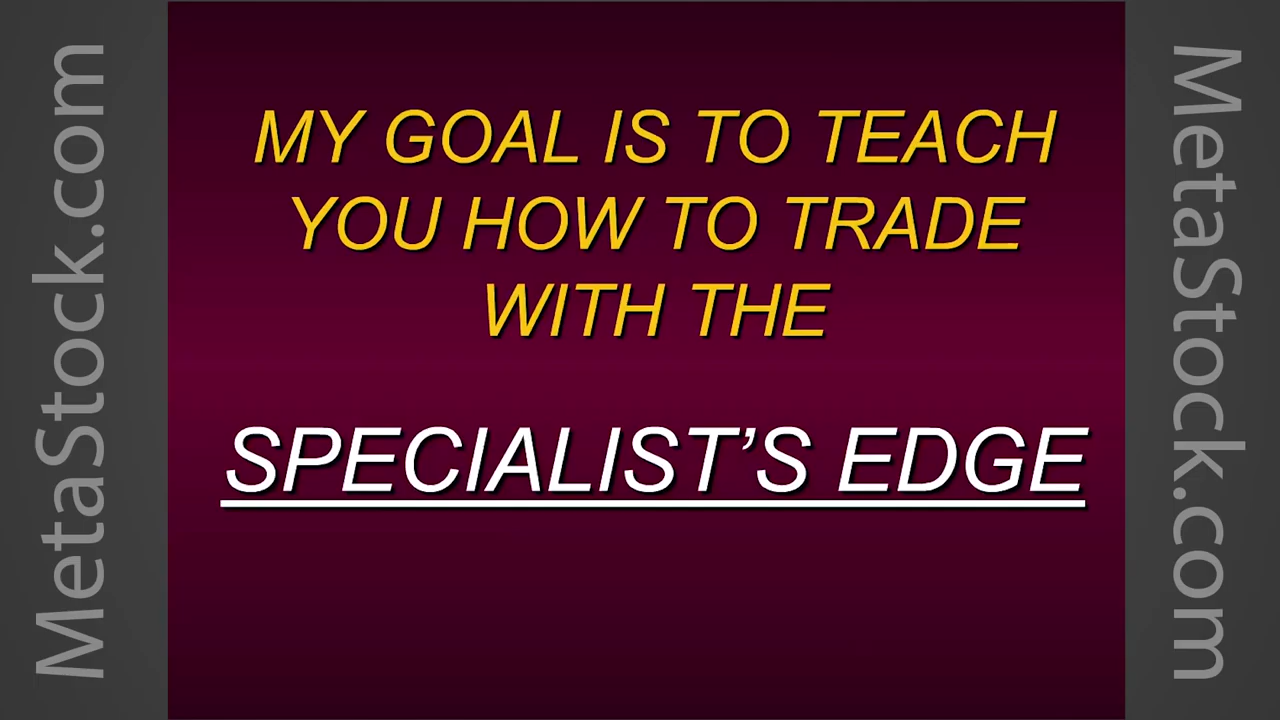 MetaStock.com
MY GOAL IS TO TEACH
YOU HOW TO TRADE
WITH THE
SPECIALIST’S EDGE
MetaStock.com